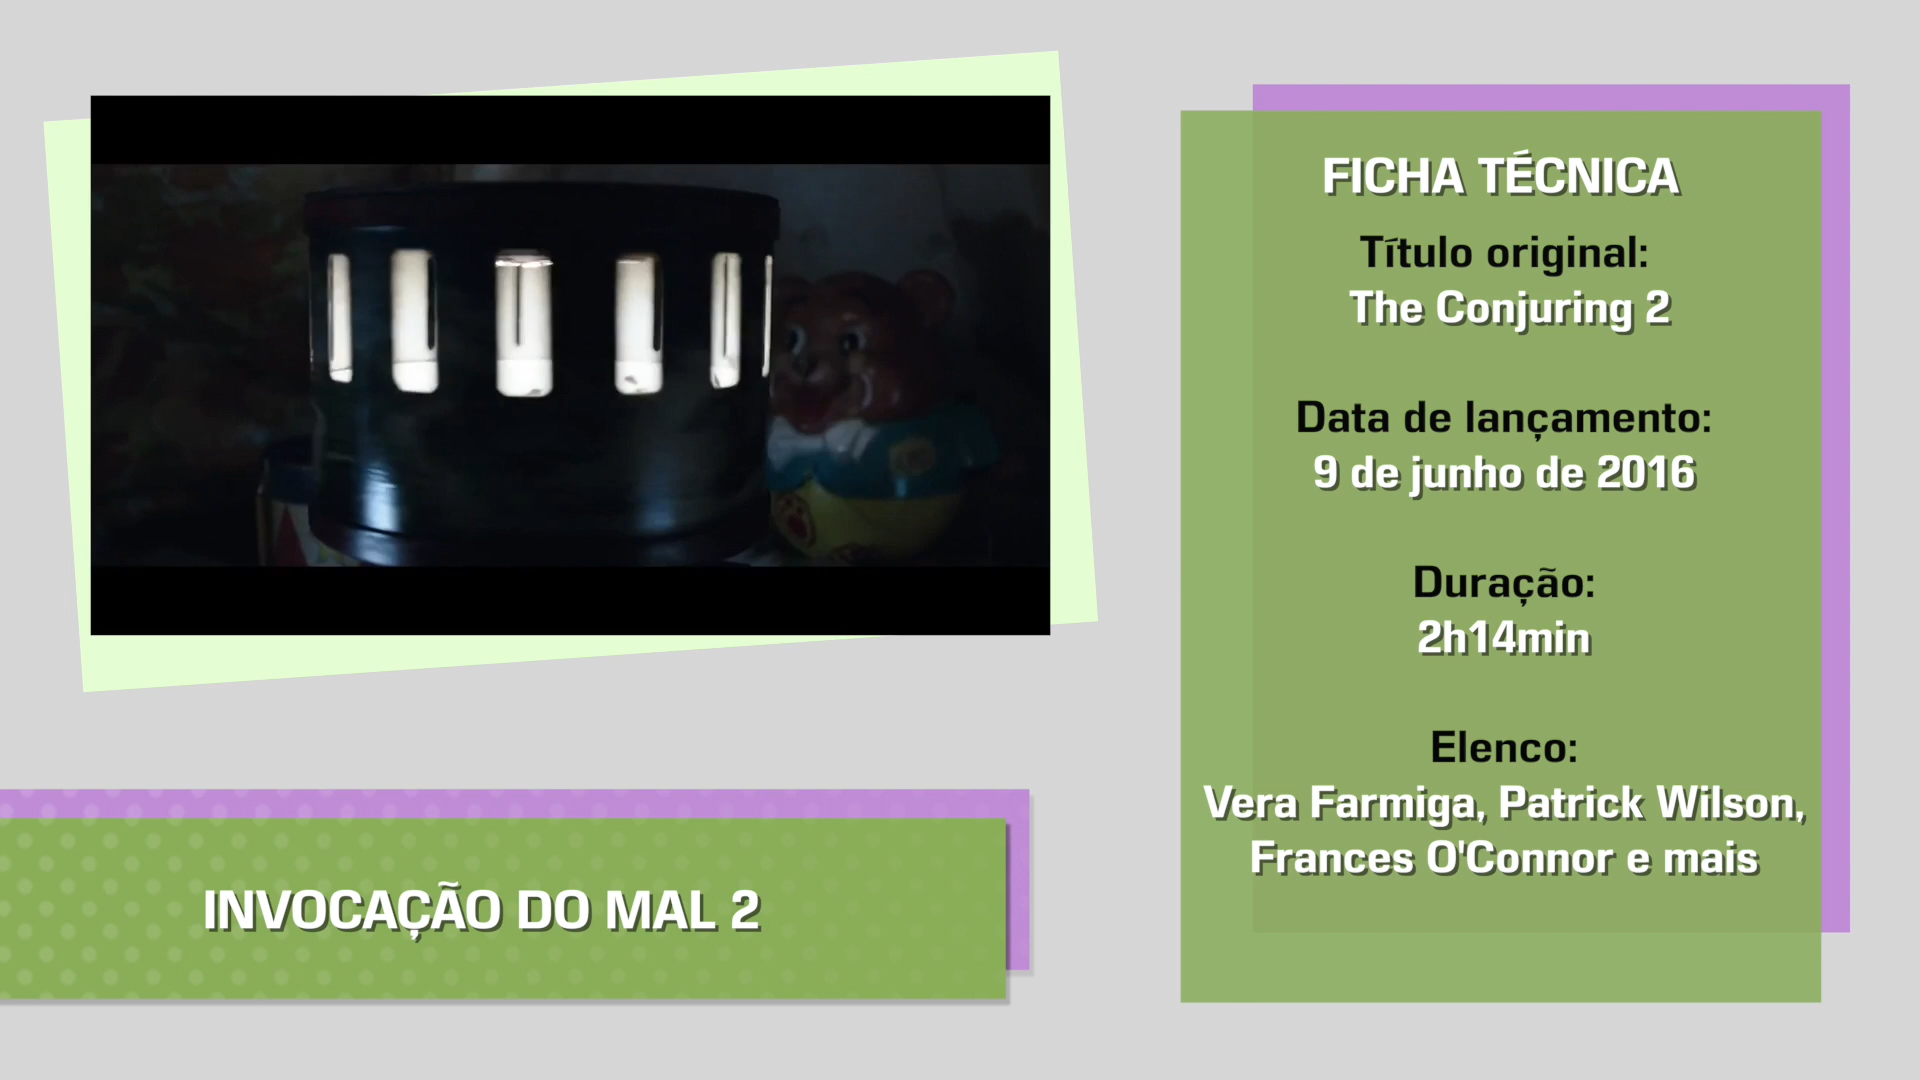 FICHA TÉCNICA
Título original:
The Conjuring 2
Data de lançamento:
9 de junho de 2016
Duração:
2h14min
Elenco:
Vera Farmiga, Patrick Wilson,
Frances O'Connor e mais
INVOCAÇÃO DO MAL 2